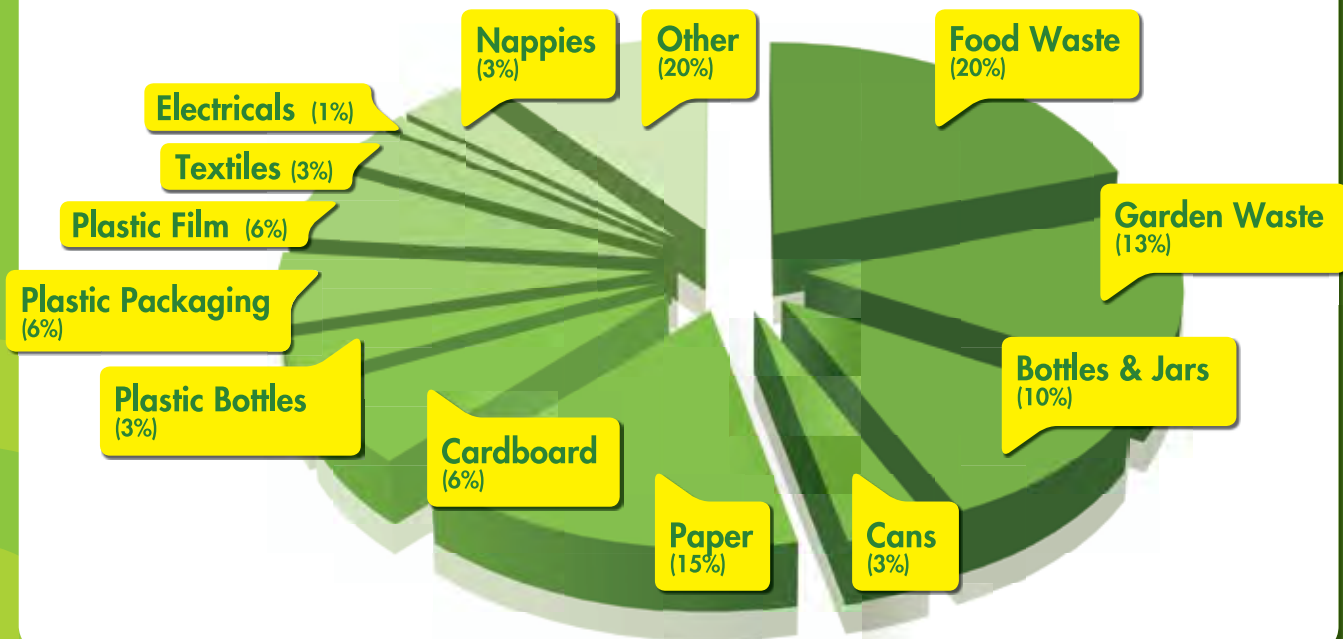 Nappies
(3%)
Other
(20%)
Food Waste
(20%)
Electricals (1%)
Textiles (3%)
Plastic Film (6%)
Garden Waste
(13%)
Plastic Packaging
(6%)
Bottles & Jars
(10%)
Plastic Bottles
(3%)
Cardboard
(6%)
Paper
(15%)
Cans
(3%)